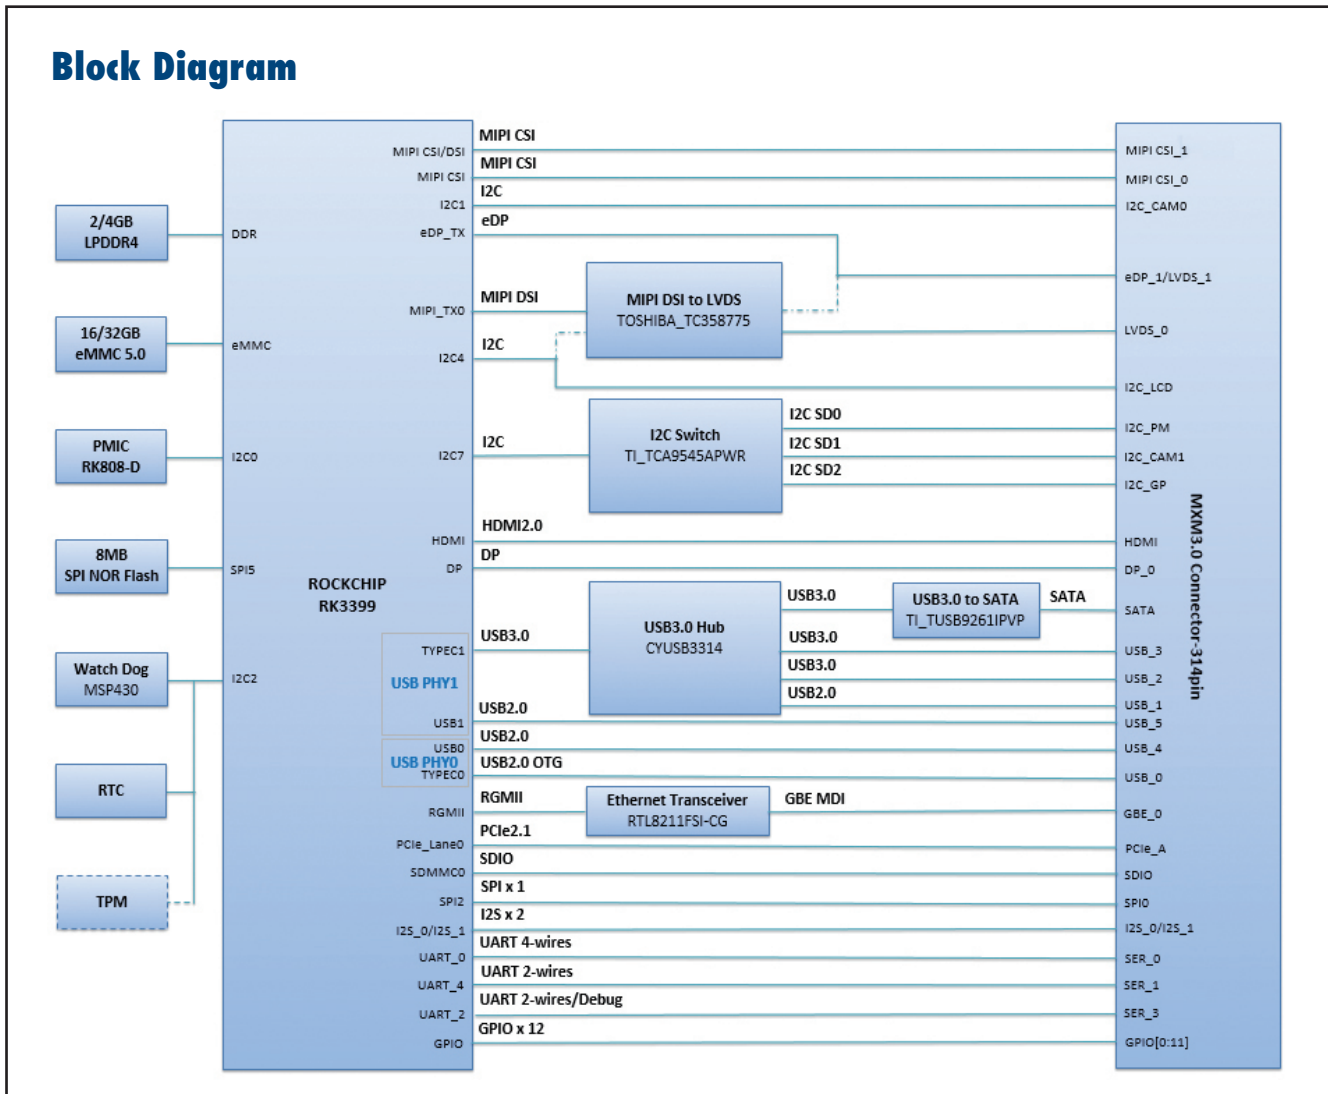 Block Diagram
2/4GB
LPDDR4
16/32GB
eMMC 5.0
PMIC
RK808-D
8MB
SPI NOR Flash
Watch Dog
MSP430
RTC
TPM
DDR
eMMC
I2C0
SPI5
I2C2
ROCKCHIP
RK3399
MIPI CSI/DSI
MIPI CSI
I2C1
eDP_TX
MIPI_TX0
I2C4
I2C7
HDMI
DP
TYPEC1
USB PHY1
USB1
USB0
USB PHY0
TYPEC0
RGMII
PCIe_Lane0
SDMMC0
SPI2
I2S_0/I2S_1
UART_0
UART_4
UART_2
GPIO
MIPI CSI
MIPI CSI
I2C
eDP
MIPI DSI
I2C
I2C
HDMI2.0
DP
USB3.0
USB2.0
USB2.0
USB2.0 OTG
RGMII
PCIe2.1
SDIO
SPI x 1
I2S x 2
UART 4-wires
UART 2-wires
UART 2-wires/Debug
GPIO x 12
MIPI DSI to LVDS
TOSHIBA_TC358775
I2C Switch
TI_TCA9545APWR
I2C SD0
I2C SD1
I2C SD2
USB3.0 Hub
CYUSB3314
USB3.0
USB3.0
USB3.0
USB2.0
USB3.0 to SATA
TI_TUSB9261IPVP
SATA
Ethernet Transceiver
RTL8211FSI-CG
GBE MDI
MIPI CSI_1
MIPI CSI_0
I2C_CAM0
eDP_1/LVDS_1
LVDS_0
I2C_LCD
I2C_PM
I2C_CAM1
I2C_GP
HDMI
DP_0
SATA
USB_3
USB_2
USB_1
USB_5
USB_4
USB_0
GBE_0
PCIe_A
SDIO
SPI0
I2S_0/I2S_1
SER_0
SER_1
SER_3
GPIO[0:11]
MXM3.0 Connector-314pin